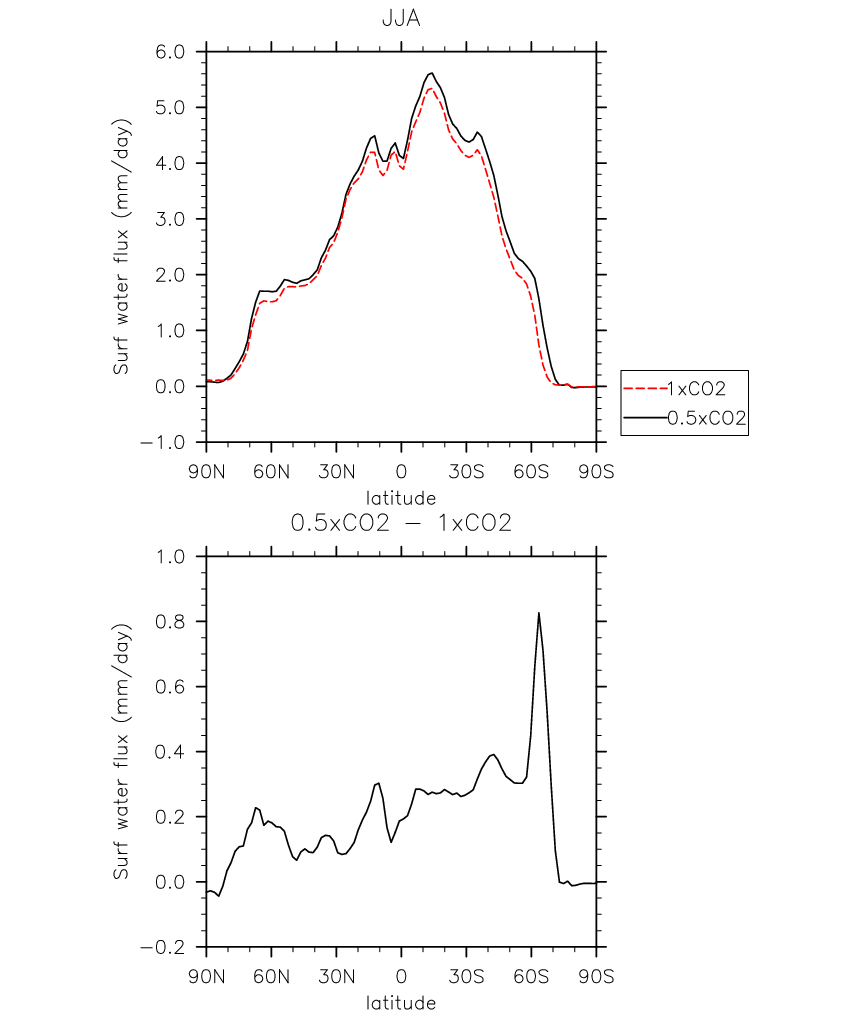 JJA
6.0
5.0
4.0
3.0
2.0
1.0
0.0
−1.0
Surf water flux (mm/day)
90N 60N 30N 0 30S 60S 90S
latitude
1xCO2
0.5xCO2
0.5xCO2 − 1xCO2
1.0
0.8
0.6
0.4
0.2
0.0
−0.2
Surf water flux (mm/day)
90N 60N 30N 0 30S 60S 90S
latitude